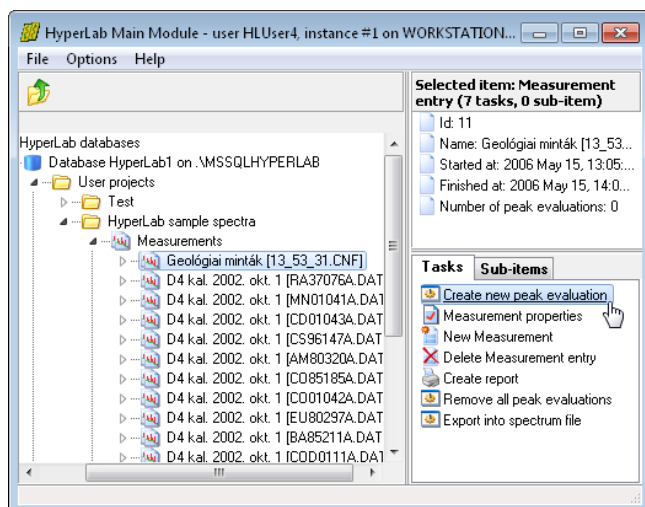 HyperLab Main Module - user HLUser4, instance #1 on WORKSTATION...
File Options Help
HyperLab databases
Database HyperLab1 on .\MSSQLHYPERLAB
User projects
Test
HyperLab sample spectra
Measurements
Geológiai minták [13_53_31.CNF]
D4 kal. 2002. okt. 1 [RA37076A.DAT
D4 kal. 2002. okt. 1 [MN01041A.DAT
D4 kal. 2002. okt. 1 [CD01043A.DAT
D4 kal. 2002. okt. 1 [CS96147A.DAT
D4 kal. 2002. okt. 1 [AM80320A.DAT
D4 kal. 2002. okt. 1 [CO85185A.DAT
D4 kal. 2002. okt. 1 [CO01042A.DAT
D4 kal. 2002. okt. 1 [EU80297A.DAT
D4 kal. 2002. okt. 1 [BA85211A.DAT
D4 kal. 2002. okt. 1 [COD0111A.DAT
Selected item: Measurement
entry (7 tasks, 0 sub-item)
Id: 11
Name: Geológiai minták [13_53...
Started at: 2006 May 15, 13:05:...
Finished at: 2006 May 15, 14:0...
Number of peak evaluations: 0
Tasks Sub-items
Create new peak evaluation
Measurement properties
New Measurement
Delete Measurement entry
Create report
Remove all peak evaluations
Export into spectrum file